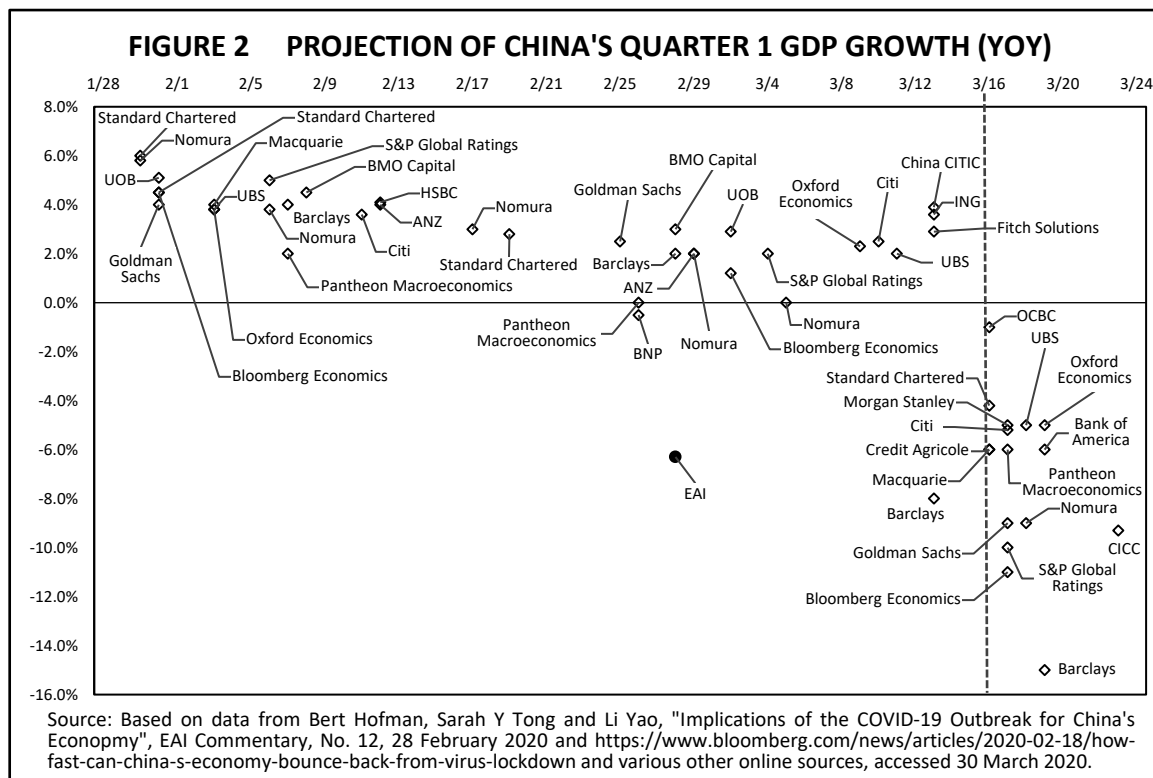 FIGURE 2 PROJECTION OF CHINA'S QUARTER 1 GDP GROWTH (YOY)
1/28 2/1 2/5 2/9 2/13 2/17 2/21 2/25 2/29 3/4 3/8 3/12 3/16 3/20 3/24
8.0%
Standard Chartered
Standard Chartered
6.0%
Nomura
Macquarie
S&P Global Ratings
BMO Capital
BMO Capital
China CITIC
UOB
UBS
HSBC
Goldman Sachs
UOB
Oxford
Economics
Citi
ING
4.0%
Barclays
ANZ
Nomura
Fitch Solutions
Goldman
Sachs
Nomura
Citi
Standard Chartered
Barclays
UBS
2.0%
Pantheon Macroeconomics
ANZ
S&P Global Ratings
0.0%
Oxford Economics
Pantheon
Macroeconomics
BNP
Nomura
Nomura
OCBC
Bloomberg Economics
UBS
-2.0%
Bloomberg Economics
Standard Chartered
Oxford
Economics
-4.0%
Morgan Stanley
Citi
Bank of
America
-6.0%
Credit Agricole
EAI
Macquarie
Pantheon
Macroeconomics
-8.0%
Barclays
Nomura
Goldman Sachs
CICC
-10.0%
S&P Global
Ratings
Bloomberg Economics
-12.0%
-14.0%
Barclays
-16.0%
Source: Based on data from Bert Hofman, Sarah Y Tong and Li Yao, "Implications of the COVID-19 Outbreak for China's
Econopmy", EAI Commentary, No. 12, 28 February 2020 and https://www.bloomberg.com/news/articles/2020-02-18/how-
fast-can-china-s-economy-bounce-back-from-virus-lockdown and various other online sources, accessed 30 March 2020.